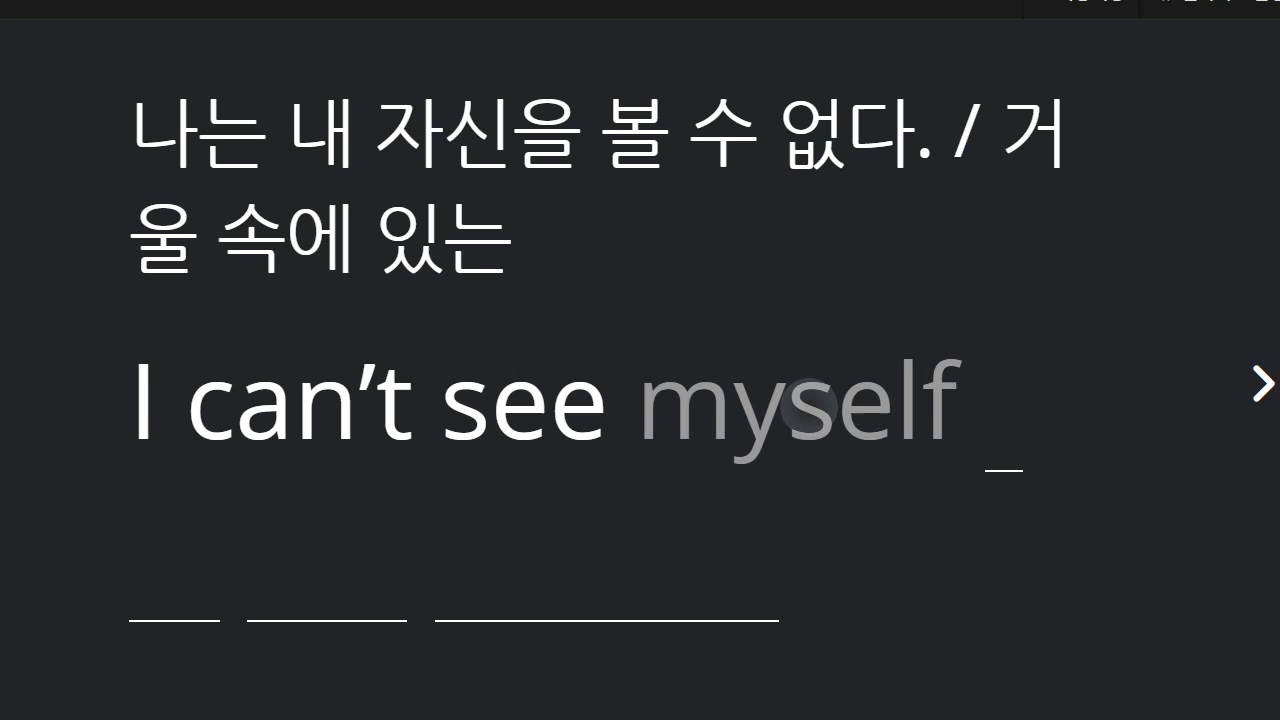 나는 내 자신을 볼 수 없다. / 거
울 속에 있는
I can’t see myself